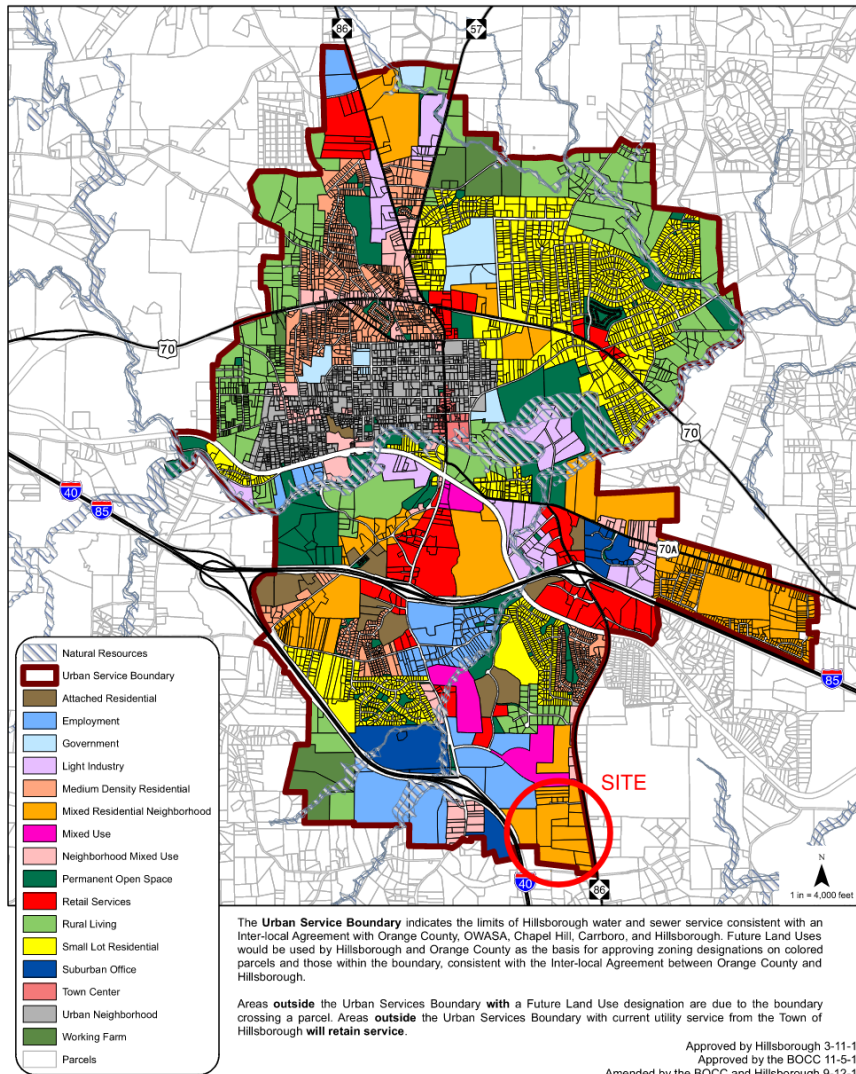 86
57
70
40
85
70
70A
85
SITE
40
86
N
1 in = 4,000 feet
Natural Resources
Urban Service Boundary
Attached Residential
Employment
Government
Light Industry
Medium Density Residential
Mixed Residential Neighborhood
Mixed Use
Neighborhood Mixed Use
Permanent Open Space
Retail Services
Rural Living
Small Lot Residential
Suburban Office
Town Center
Urban Neighborhood
Working Farm
Parcels
The Urban Service Boundary indicates the limits of Hillsborough water and sewer service consistent with an
Inter-local Agreement with Orange County, OWASA, Chapel Hill, Carrboro, and Hillsborough. Future Land Uses
would be used by Hillsborough and Orange County as the basis for approving zoning designations on colored
parcels and those within the boundary, consistent with the Inter-local Agreement between Orange County and
Hillsborough.
Areas outside the Urban Services Boundary with a Future Land Use designation are due to the boundary
crossing a parcel. Areas outside the Urban Services Boundary with current utility service from the Town of
Hillsborough will retain service.
Approved by Hillsborough 3-11-1
Approved by the BOCC 11-5-1
Amended by the BOCC and Hillsborough 9-12-1